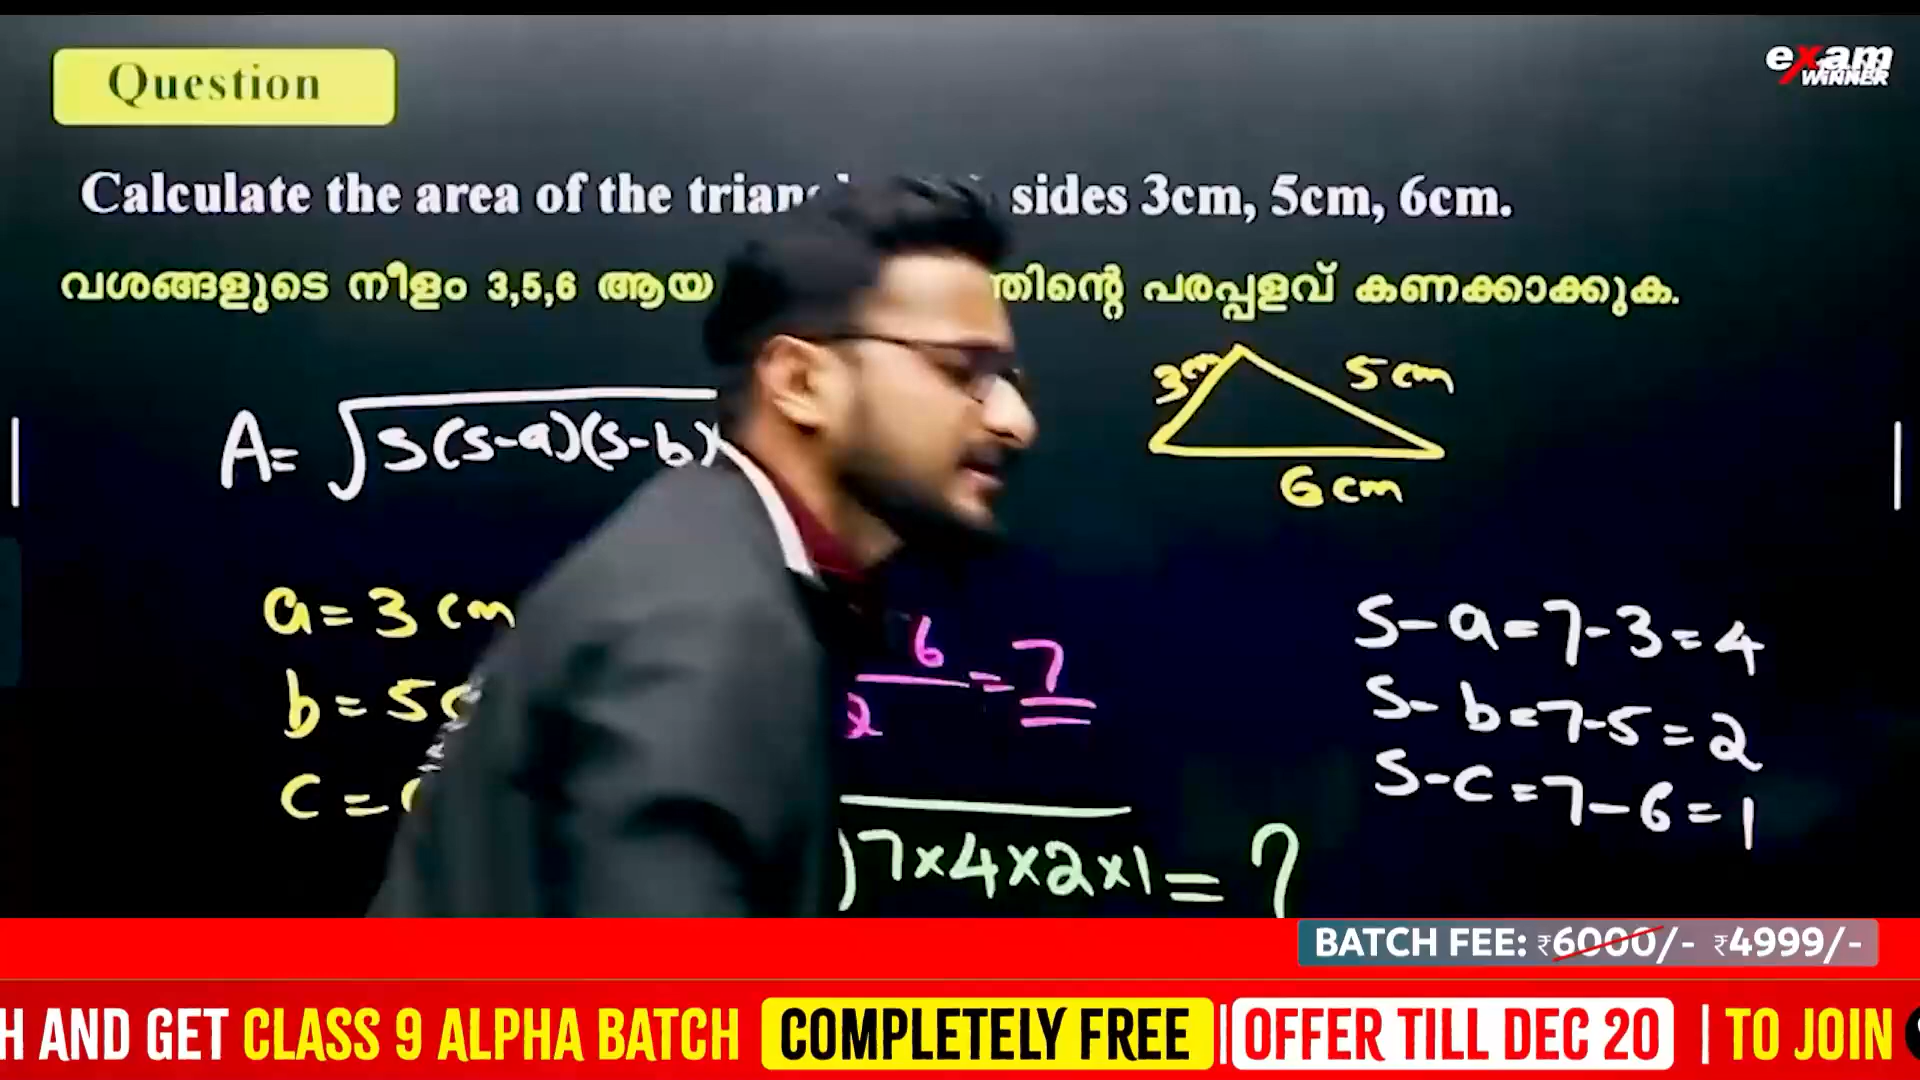 Question
exam
WINNER
Calculate the area of the sides 3cm, 5cm, 6cm.
വശങ്ങളുടെ നീളം 3,5,6 ആയ പരപ്പളവ് കണക്കാക്കുക.
3cm
5cm
6cm
A= √s(s-a)(s-b)
a= 3 cm
b= 5
c=
6
2
=7
s-a=7-3=4
s-b=7-5=2
s-c=7-6=1
7×4×2×1 = ?
BATCH FEE: ₹6000/- ₹4999/-
AND GET CLASS 9 ALPHA BATCH COMPLETELY FREE | OFFER TILL DEC 20 | TO JOIN